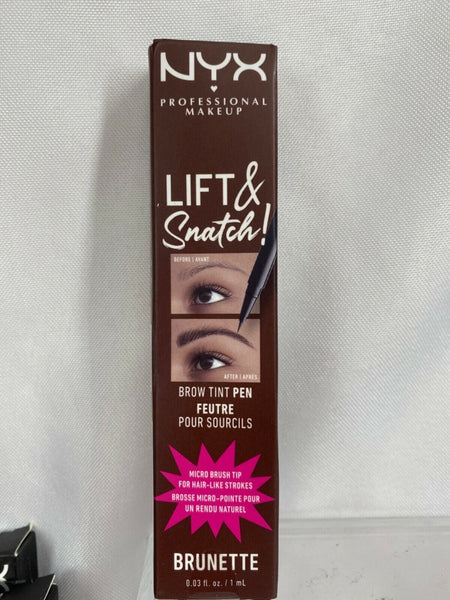 NYX
PROFESSIONAL
MAKEUP
LIFT &
Snatch!
BEFORE | AVANT
AFTER | APRÈS
BROW TINT PEN
FEUTRE
POUR SOURCILS
MICRO BRUSH TIP
FOR HAIR-LIKE STROKES
BROSSE MICRO-POINTE POUR
UN RENDU NATUREL
BRUNETTE
0.03 fl. oz. / 1 mL